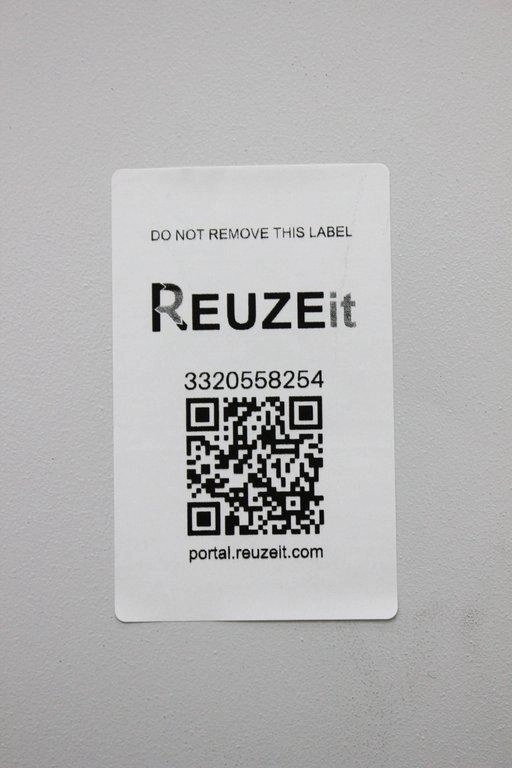 DO NOT REMOVE THIS LABEL
REUZEit
3320558254
portal.reuzeit.com